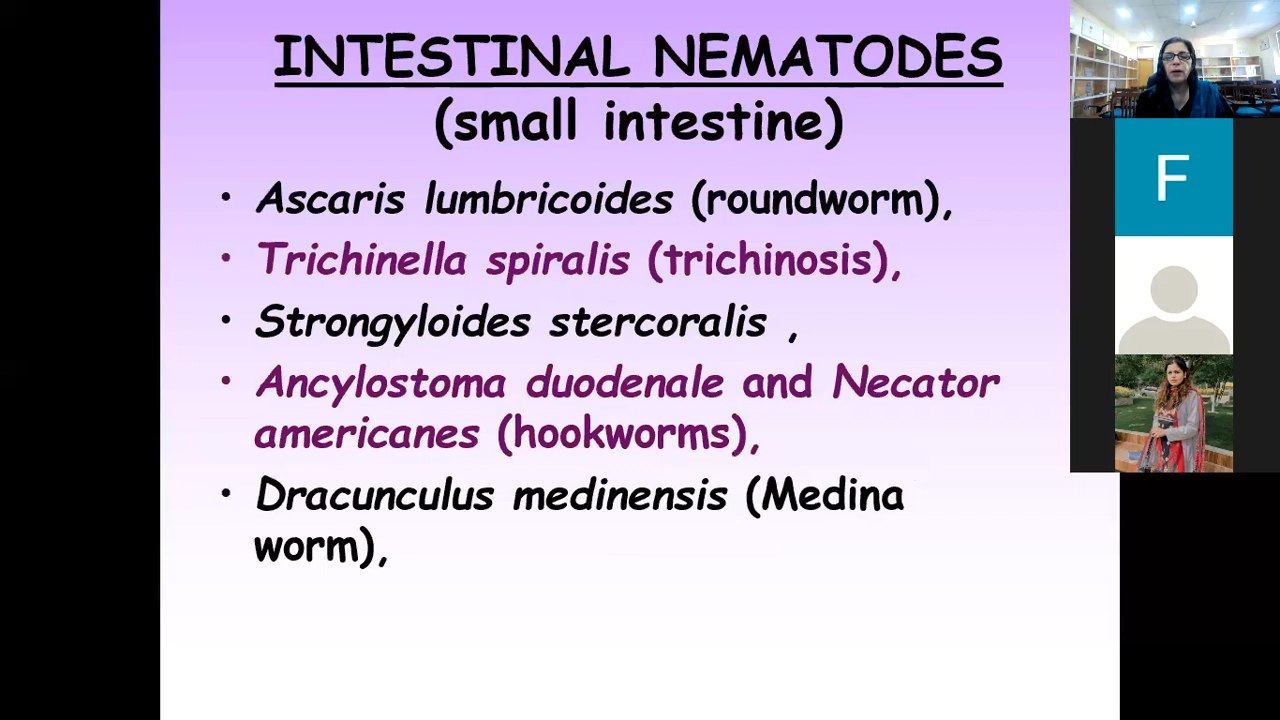 INTESTINAL NEMATODES
(small intestine)
• Ascaris lumbricoides (roundworm),
• Trichinella spiralis (trichinosis),
• Strongyloides stercoralis ,
• Ancylostoma duodenale and Necator
americanes (hookworms),
• Dracunculus medinensis (Medina
worm),
F